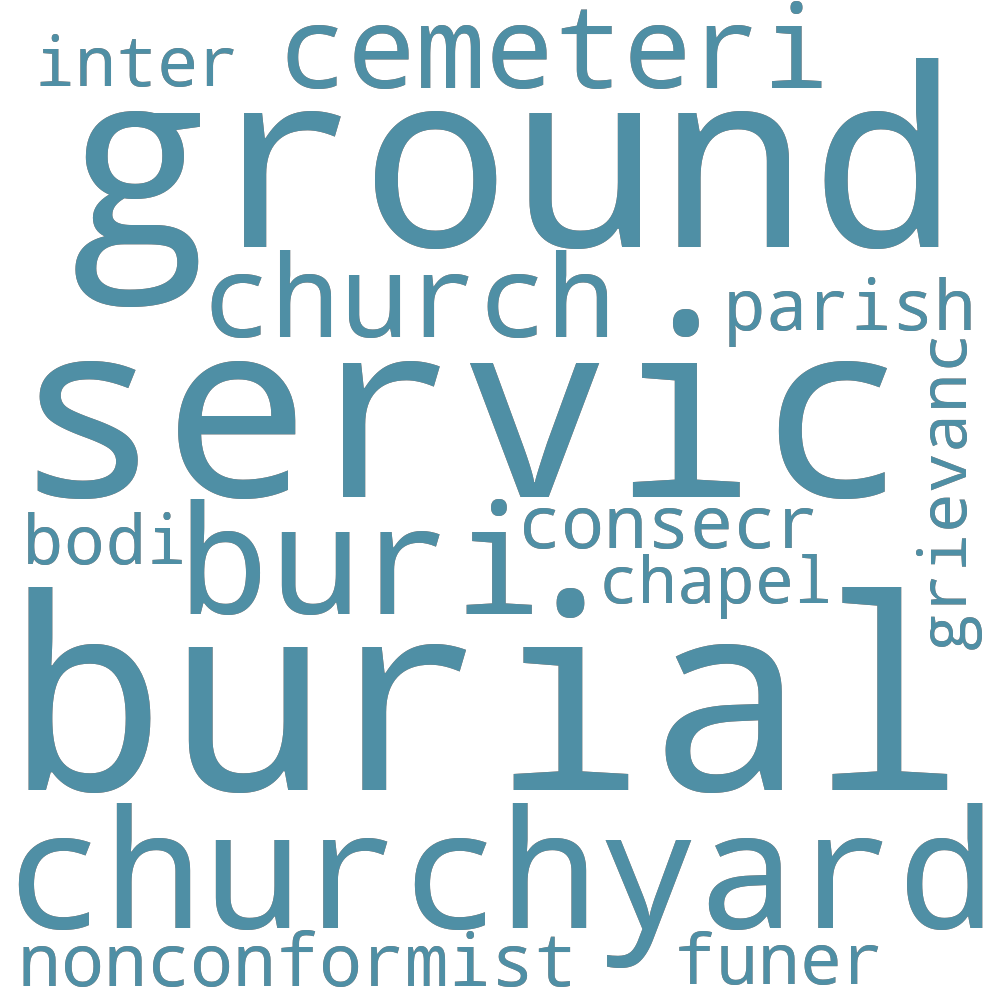 inter cemeteri
ground
church parish
servic
grievanc
bodi buri consecr
chapel
burial
churchyard
nonconformist funer